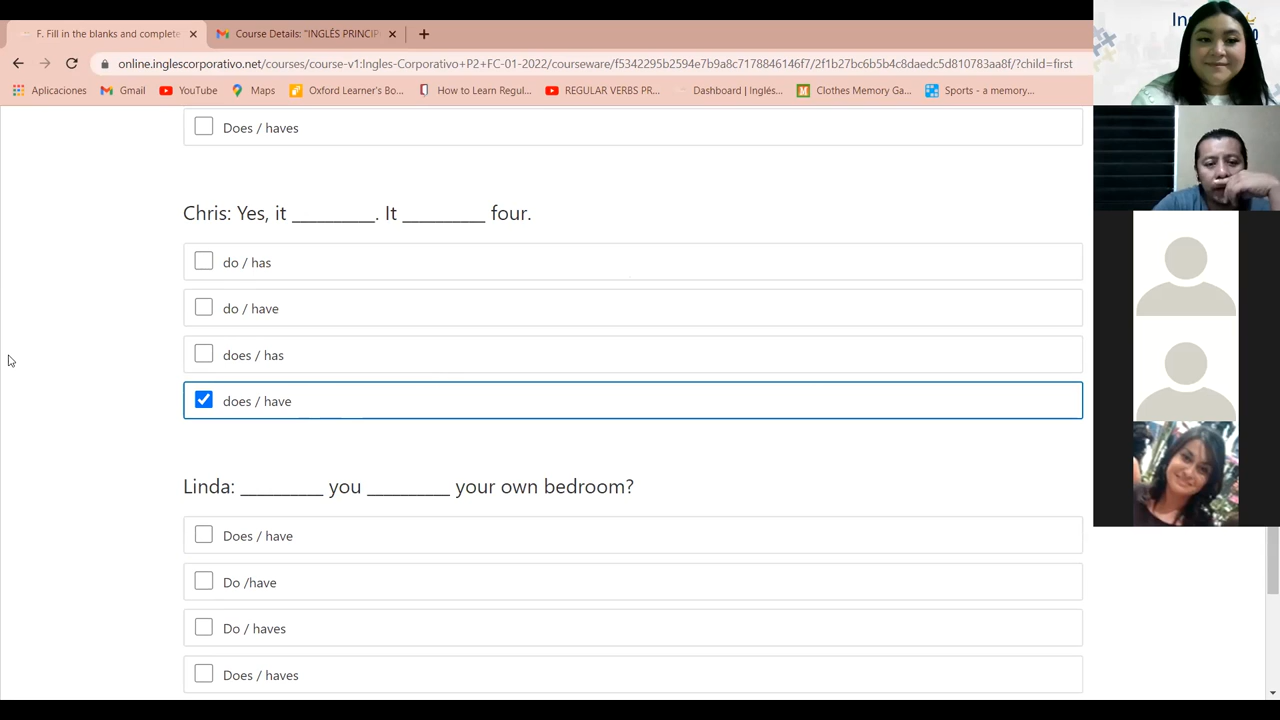 F. Fill in the blanks and complete
Course Details: "INGLÉS PRINCIP
online.inglescorporativo.net/courses/course-v1:Ingles-Corporativo+P2+FC-01-2022/courseware/f5342295b2594e7b9a8c7178846146f7/2f1b27bc6b5b4c8daedc5d810783aa8f/?child=first
Aplicaciones Gmail YouTube Maps Oxford Learner's Bo... How to Learn Regul... REGULAR VERBS PR... Dashboard | Inglés... Clothes Memory Ga... Sports - a memory...
Does / haves
Chris: Yes, it __________. It __________ four.
do / has
do / have
does / has
does / have
Linda: __________ you __________ your own bedroom?
Does / have
Do /have
Do / haves
Does / haves